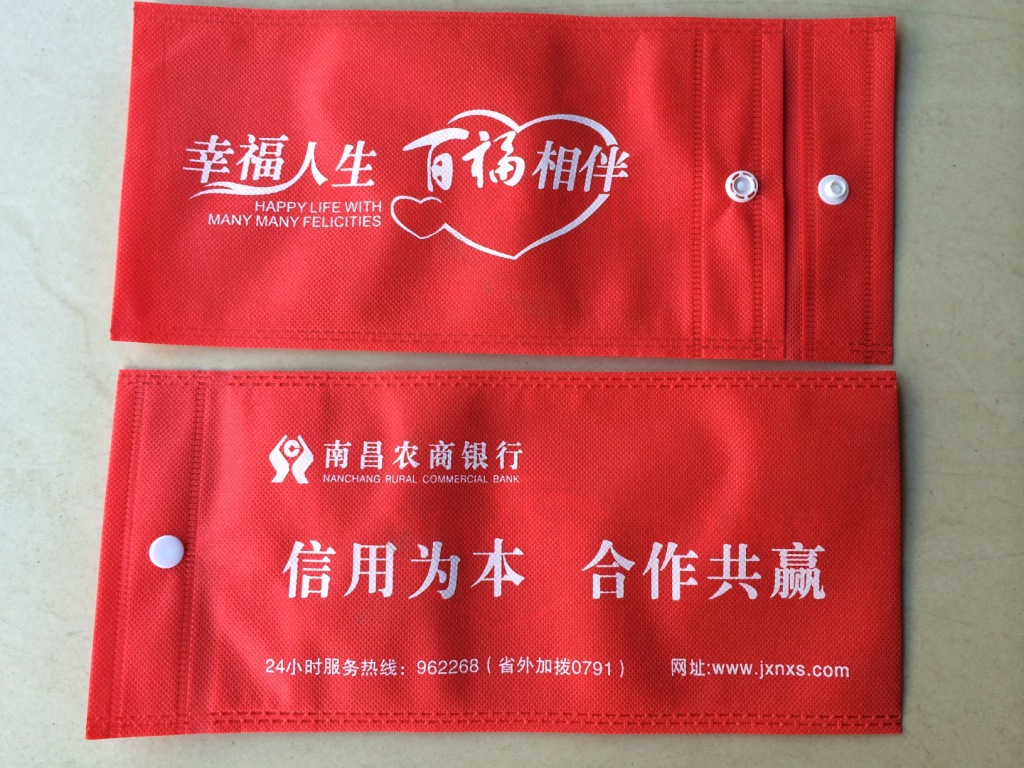 幸福人生 百福相伴
HAPPY LIFE WITH
MANY MANY FELICITIES
南昌农商银行
NANCHANG RURAL COMMERCIAL BANK
信用为本 合作共赢
24小时服务热线：962268（省外加拨0791） 网址:www.jxnxs.com